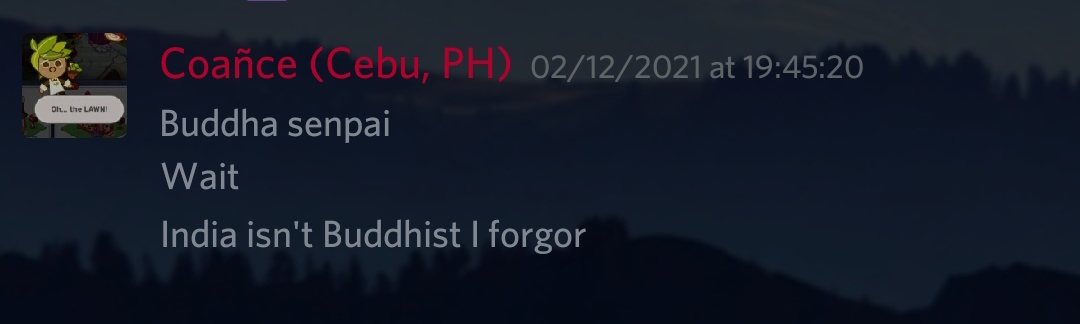 Coañce (Cebu, PH) 02/12/2021 at 19:45:20
Oh... the LAWN!
Buddha senpai
Wait
India isn't Buddhist I forgor